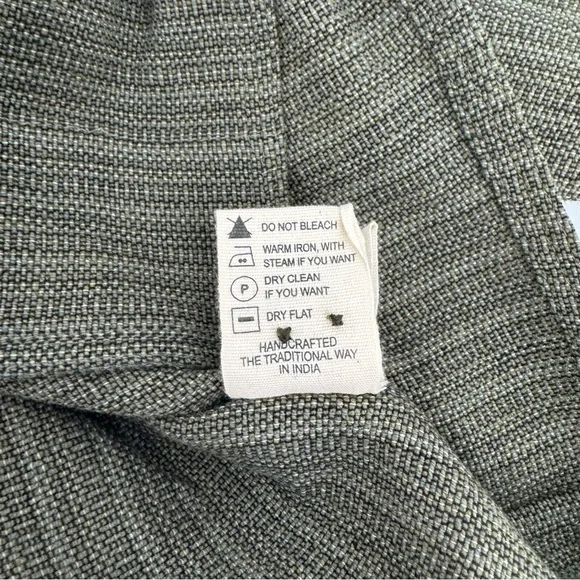 DO NOT BLEACH
WARM IRON, WITH
STEAM IF YOU WANT
P
DRY CLEAN
IF YOU WANT
DRY FLAT
HANDCRAFTED
THE TRADITIONAL WAY
IN INDIA